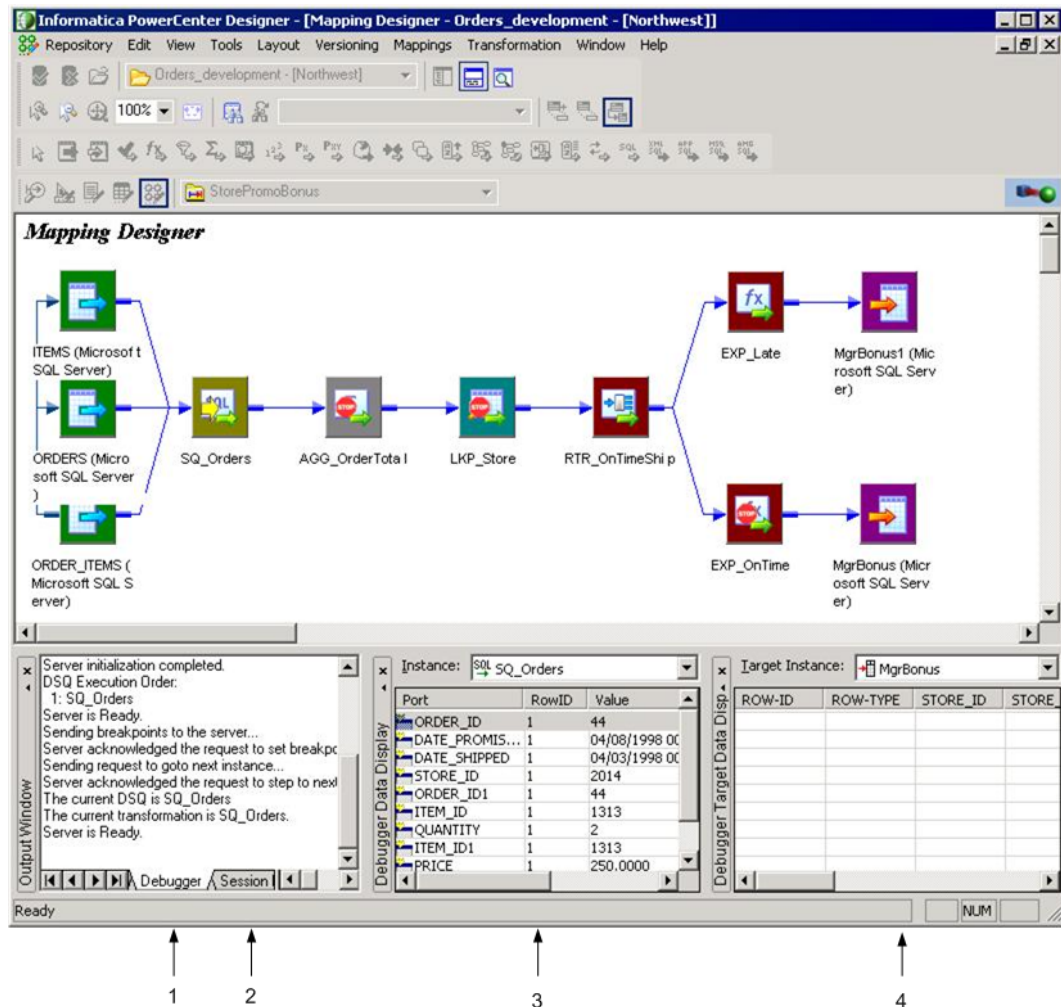 Informatica PowerCenter Designer - [Mapping Designer - Orders_development - [Northwest]]
Repository Edit View Tools Layout Versioning Mappings Transformation Window Help
Orders_development - [Northwest]
100%
StorePromoBonus
Mapping Designer
ITEMS (Microsof t
SQL Server)
ORDERS (Micro
soft SQL Server
)
ORDER_ITEMS (
Microsoft SQL S
erver)
SQ_Orders
AGG_OrderTota l
LKP_Store
RTR_OnTimeShi p
EXP_Late
MgrBonus1 (Mic
rosoft SQL Serv
er)
EXP_OnTime
MgrBonus (Micr
osoft SQL Serv
er)
Output Window
Server initialization completed.
DSQ Execution Order:
1: SQ_Orders
Server is Ready.
Sending breakpoints to the server...
Server acknowledged the request to set breakpc
Sending request to goto next instance...
Server acknowledged the request to step to next
The current DSQ is SQ_Orders
The current transformation is SQ_Orders.
Server is Ready.
Debugger Session
Debugger Data Display
Instance: SQL SQ_Orders
Port RowID Value
ORDER_ID 1 44
DATE_PROMIS... 1 04/08/1998 00
DATE_SHIPPED 1 04/03/1998 00
STORE_ID 1 2014
ORDER_ID1 1 44
ITEM_ID 1 1313
QUANTITY 1 2
ITEM_ID1 1 1313
PRICE 1 250.0000
Debugger Target Data Disp
Target Instance: MgrBonus
ROW-ID ROW-TYPE STORE_ID STORE_
Ready NUM
1 2 3 4